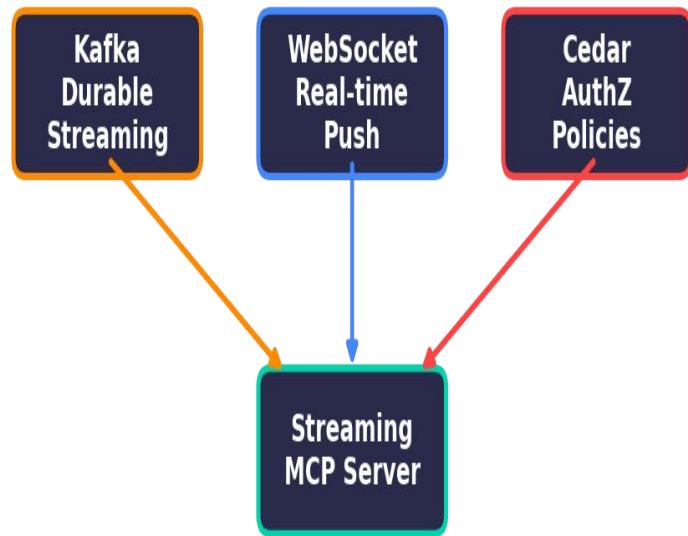 Kafka
Durable
Streaming
WebSocket
Real-time
Push
Cedar
AuthZ
Policies
Streaming
MCP Server